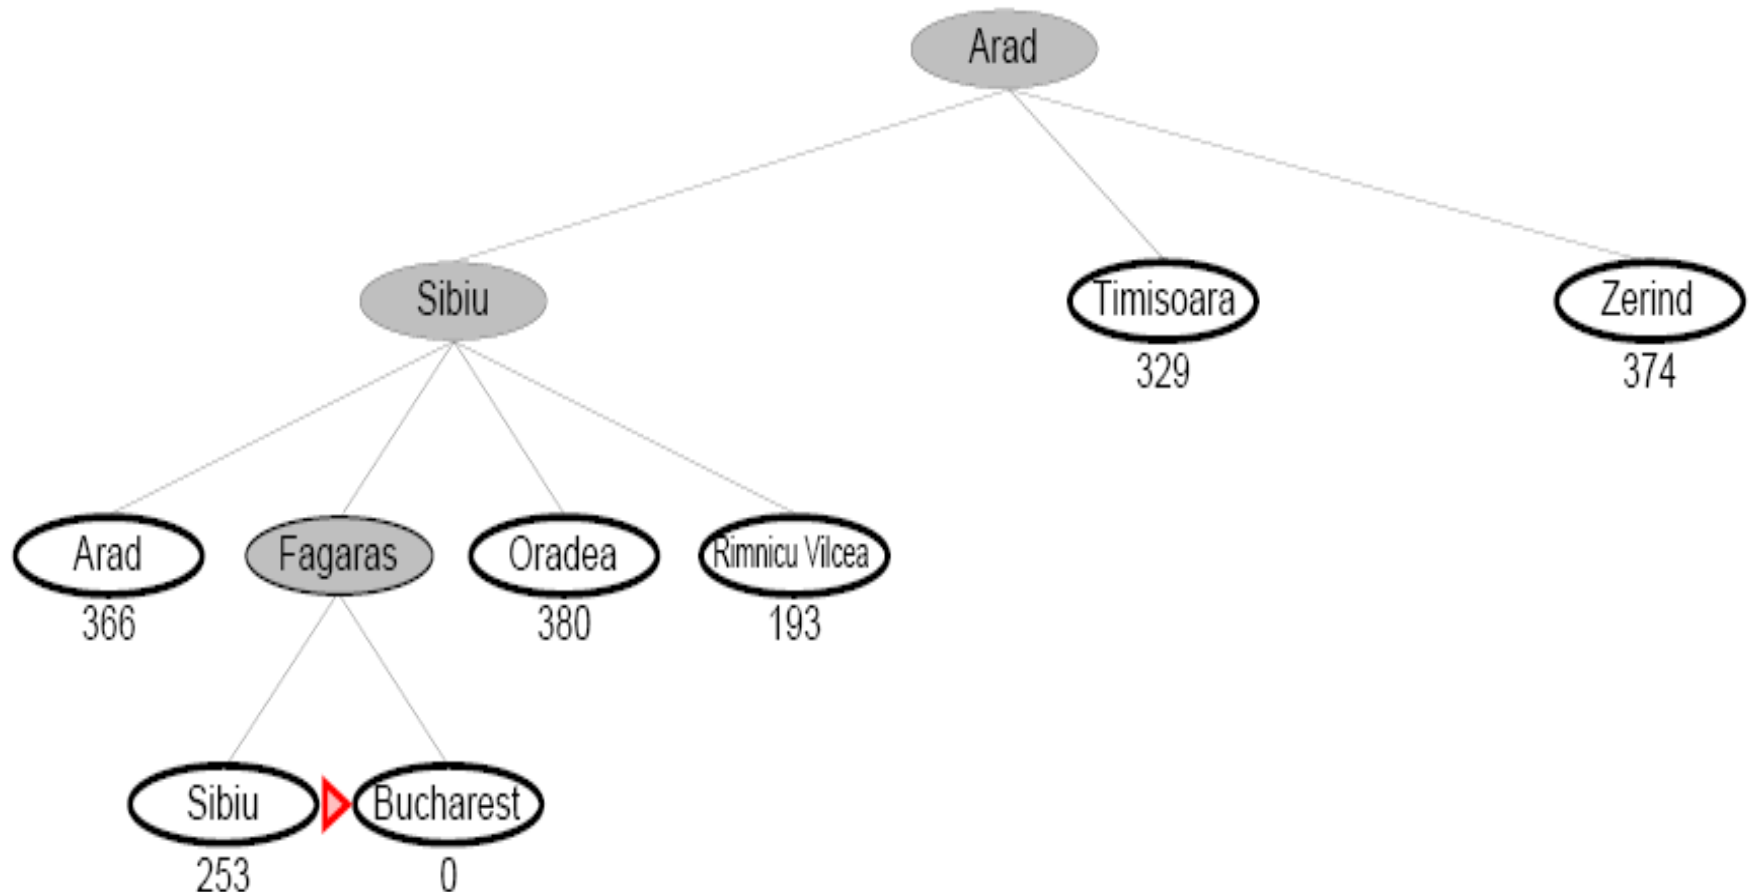 Arad
Sibiu
Timisoara
Zerind
329
374
Arad
Fagaras
Oradea
Rimnicu Vilcea
366
380
193
Sibiu
Bucharest
253
0